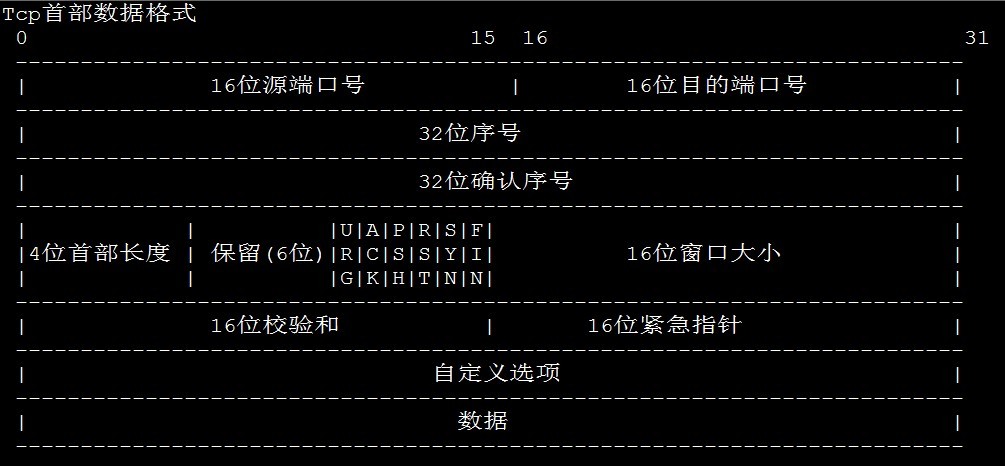 Tcp首部数据格式
0 15 16 31
--------------------------------------------------------------------------
| 16位源端口号 | 16位目的端口号 |
--------------------------------------------------------------------------
| 32位序号 |
--------------------------------------------------------------------------
| 32位确认序号 |
--------------------------------------------------------------------------
| | |U|A|P|R|S|F| |
|4位首部长度 | 保留(6位)|R|C|S|S|Y|I| 16位窗口大小 |
| | |G|K|H|T|N|N| |
--------------------------------------------------------------------------
| 16位校验和 | 16位紧急指针 |
--------------------------------------------------------------------------
| 自定义选项 |
--------------------------------------------------------------------------
| 数据 |
--------------------------------------------------------------------------